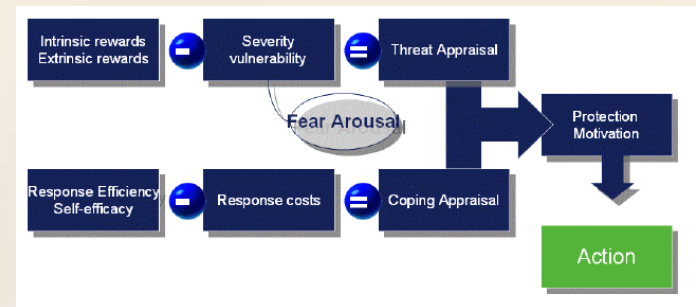 Intrinsic rewards
Extrinsic rewards
-
Severity
vulnerability
=
Threat Appraisal
Fear Arousal
Protection
Motivation
Response Efficiency
Self-efficacy
-
Response costs
=
Coping Appraisal
Action